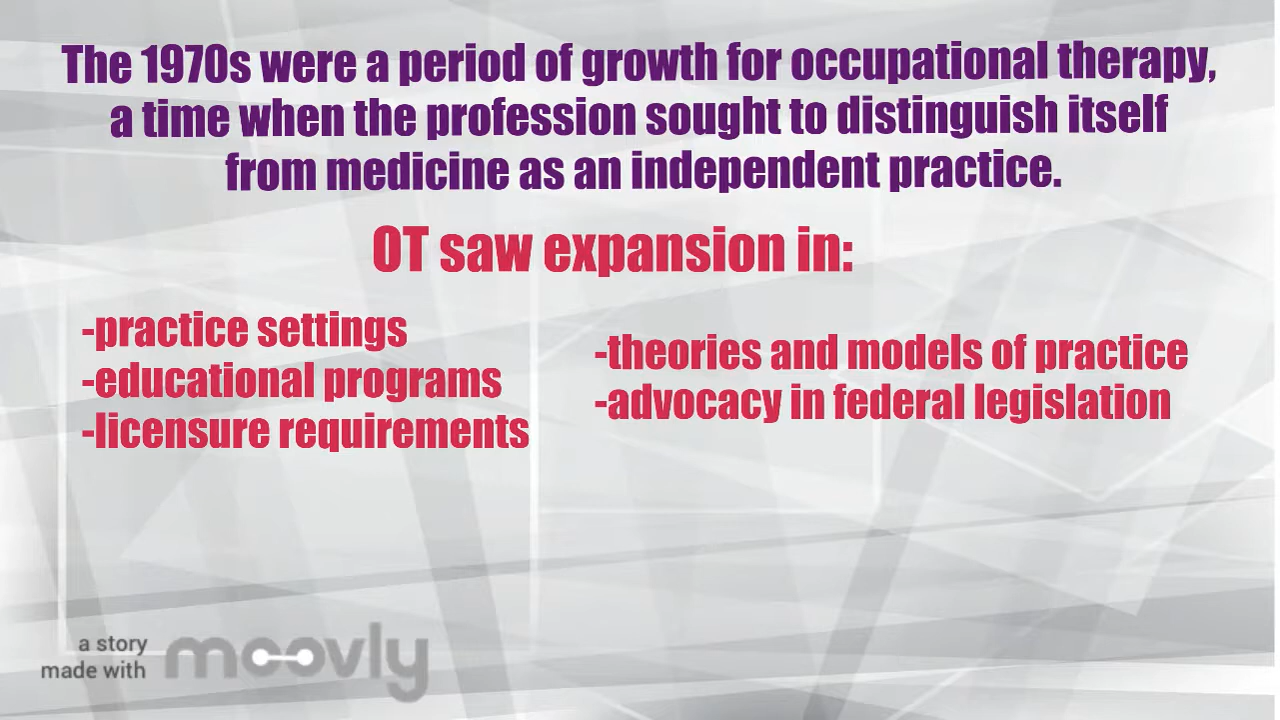 The 1970s were a period of growth for occupational therapy,
a time when the profession sought to distinguish itself
from medicine as an independent practice.
OT saw expansion in:
-practice settings
-educational programs
-licensure requirements
-theories and models of practice
-advocacy in federal legislation
a story
made with
moovly